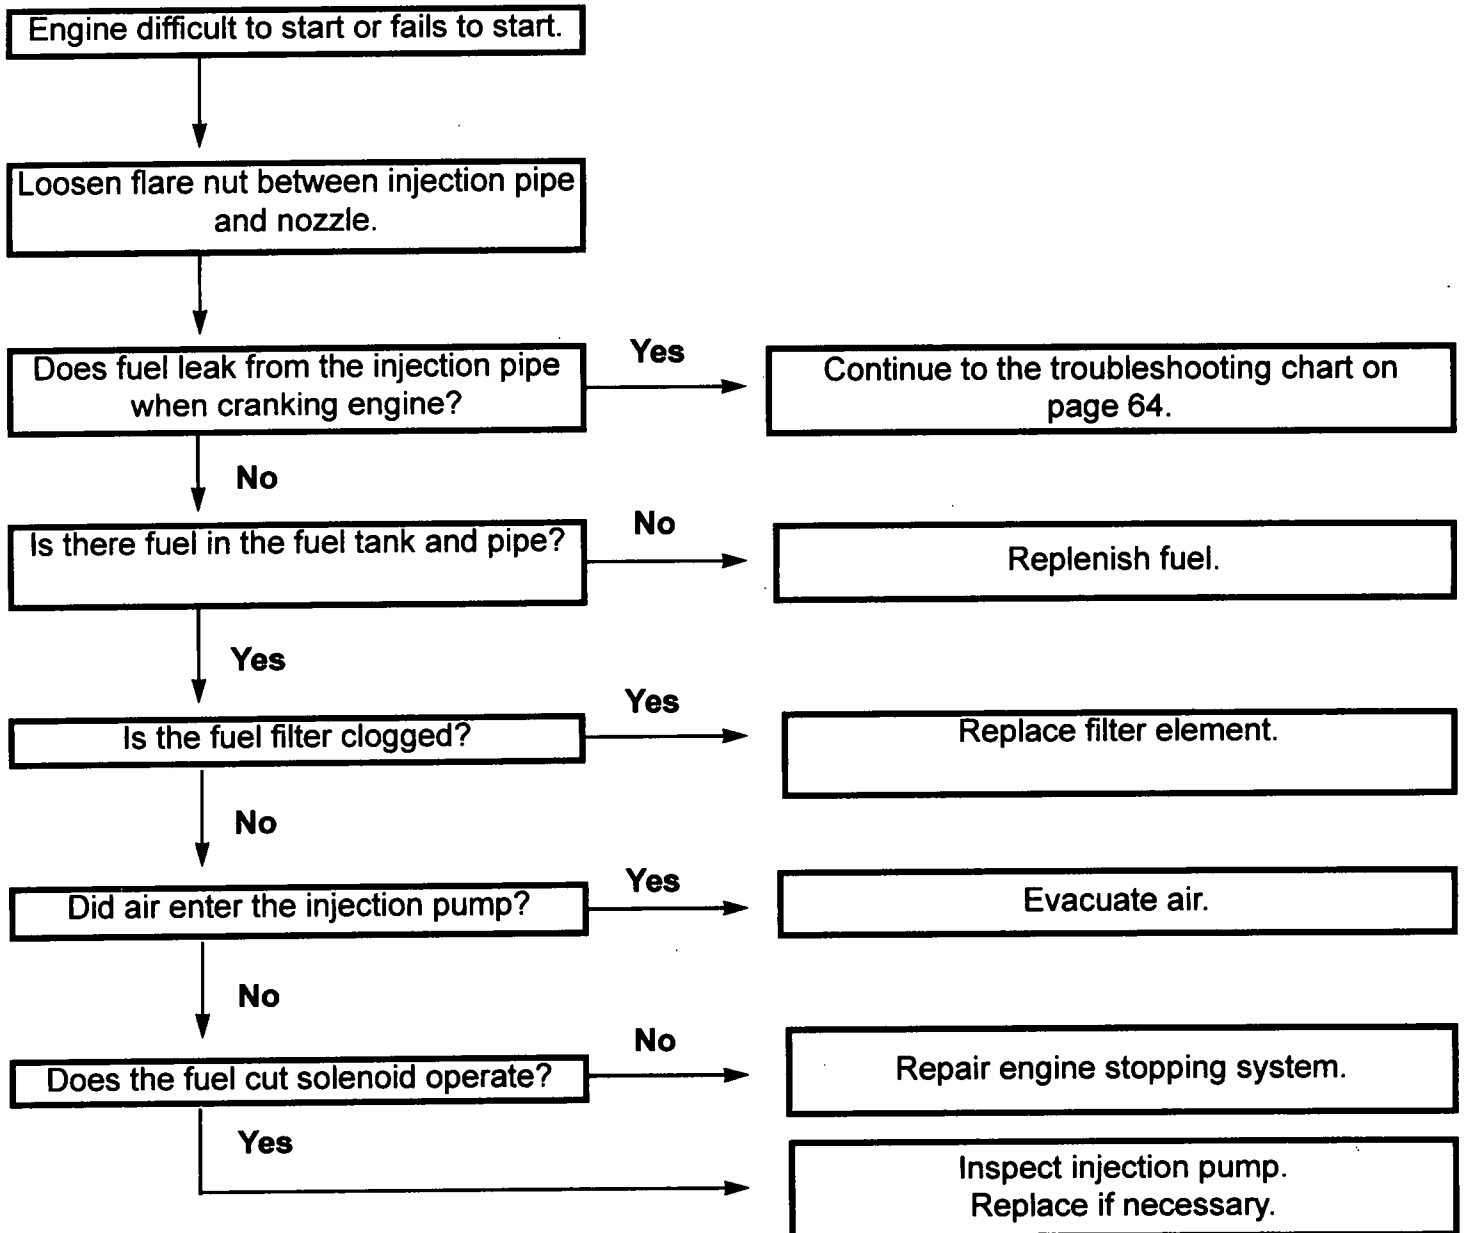 Engine difficult to start or fails to start.
Loosen flare nut between injection pipe
and nozzle.
Does fuel leak from the injection pipe
when cranking engine?
Yes
Continue to the troubleshooting chart on
page 64.
No
Is there fuel in the fuel tank and pipe?
No
Replenish fuel.
Yes
Is the fuel filter clogged?
Yes
Replace filter element.
No
Did air enter the injection pump?
Yes
Evacuate air.
No
Does the fuel cut solenoid operate?
No
Repair engine stopping system.
Yes
Inspect injection pump.
Replace if necessary.